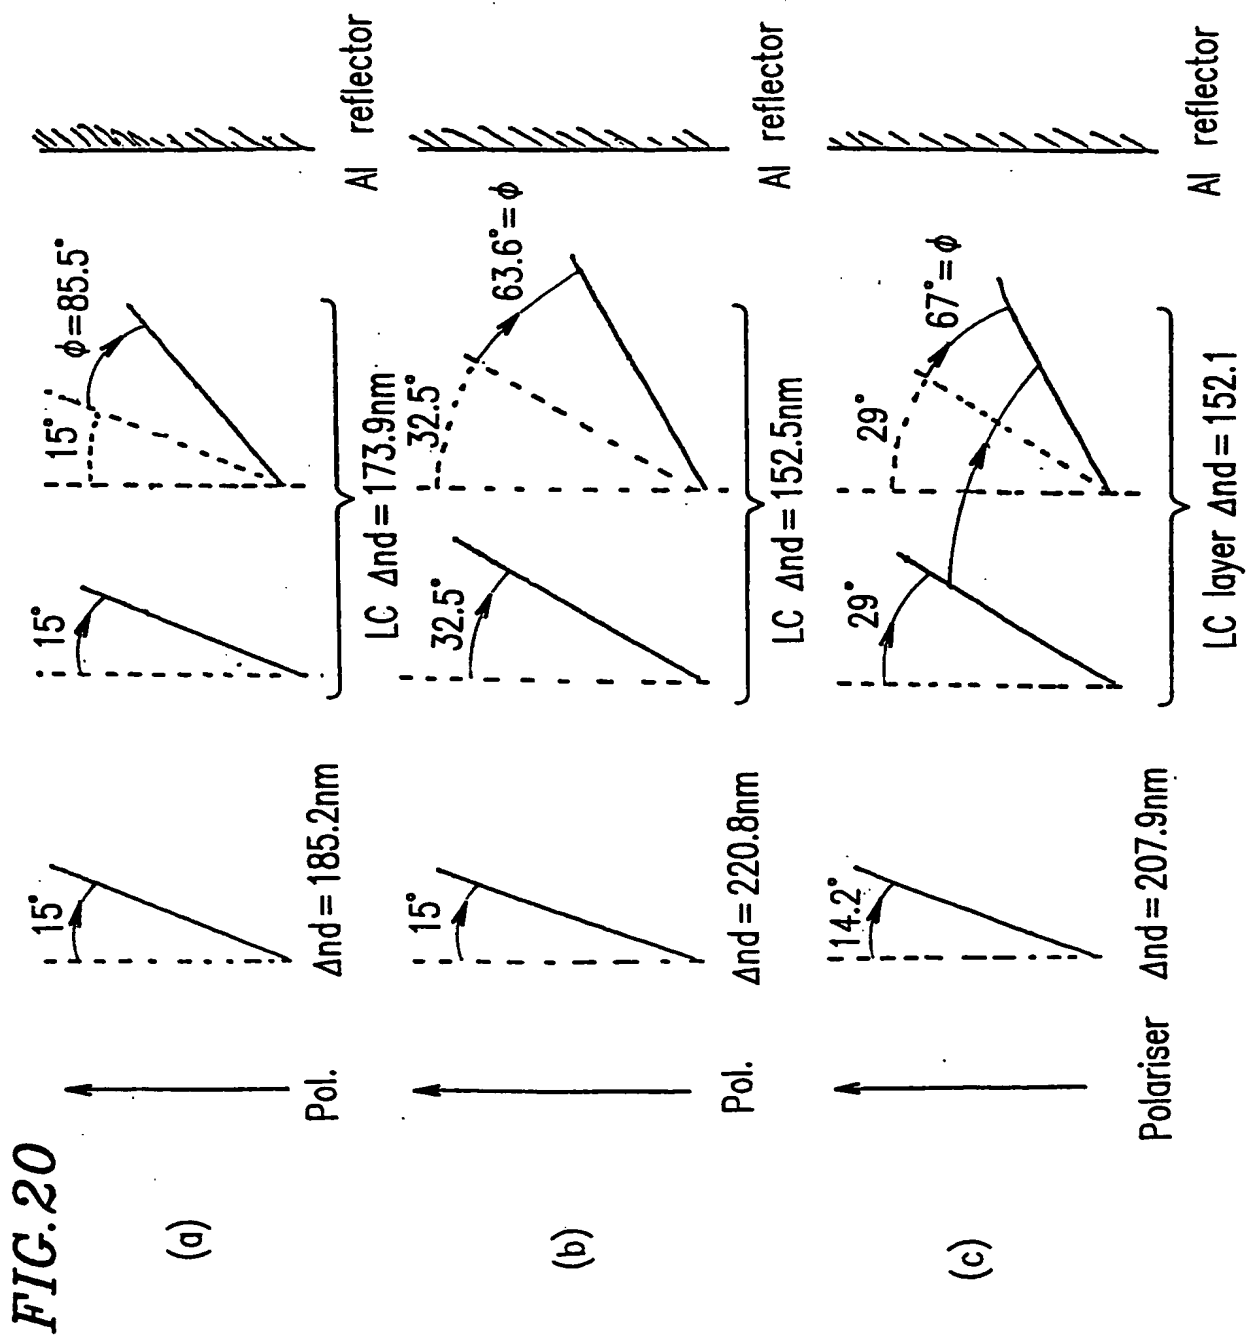 FIG.20
(a)
15°
15°
15°
ϕ=85.5°
Pol.
Δnd=185.2nm
LC Δnd=173.9nm
Al reflector
(b)
15°
32.5°
32.5°
63.6°=ϕ
Pol.
Δnd=220.8nm
LC Δnd=152.5nm
Al reflector
(c)
14.2°
29°
29°
67°=ϕ
Polariser Δnd=207.9nm
LC layer Δnd=152.1
Al reflector